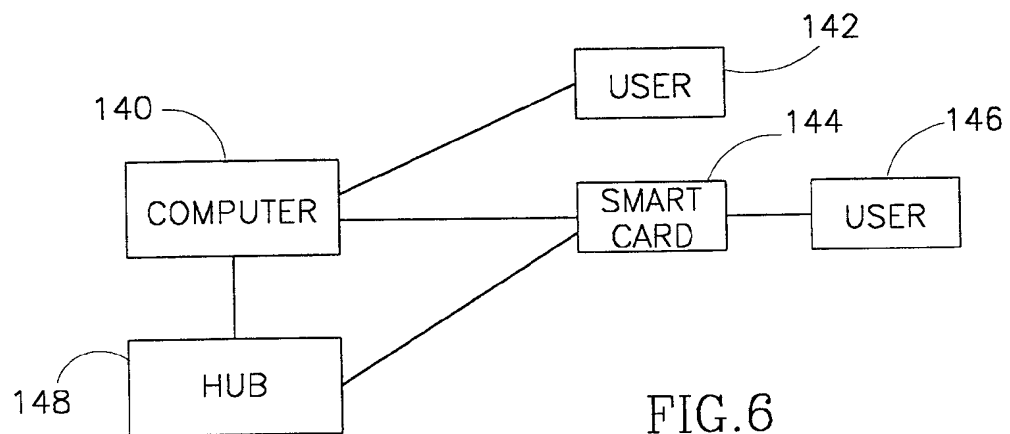 142
USER
140
144
146
COMPUTER
SMART
CARD
USER
148
HUB
FIG.6